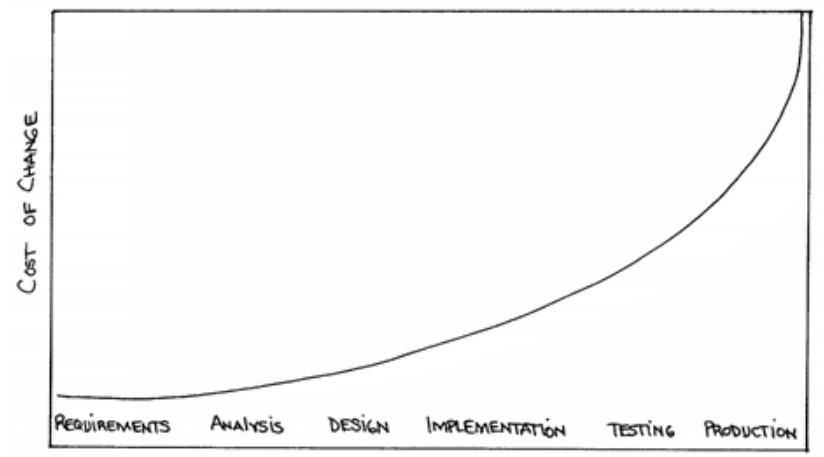 COST OF CHANGE
REQUIREMENTS ANALYSIS DESIGN IMPLEMENTATION TESTING PRODUCTION